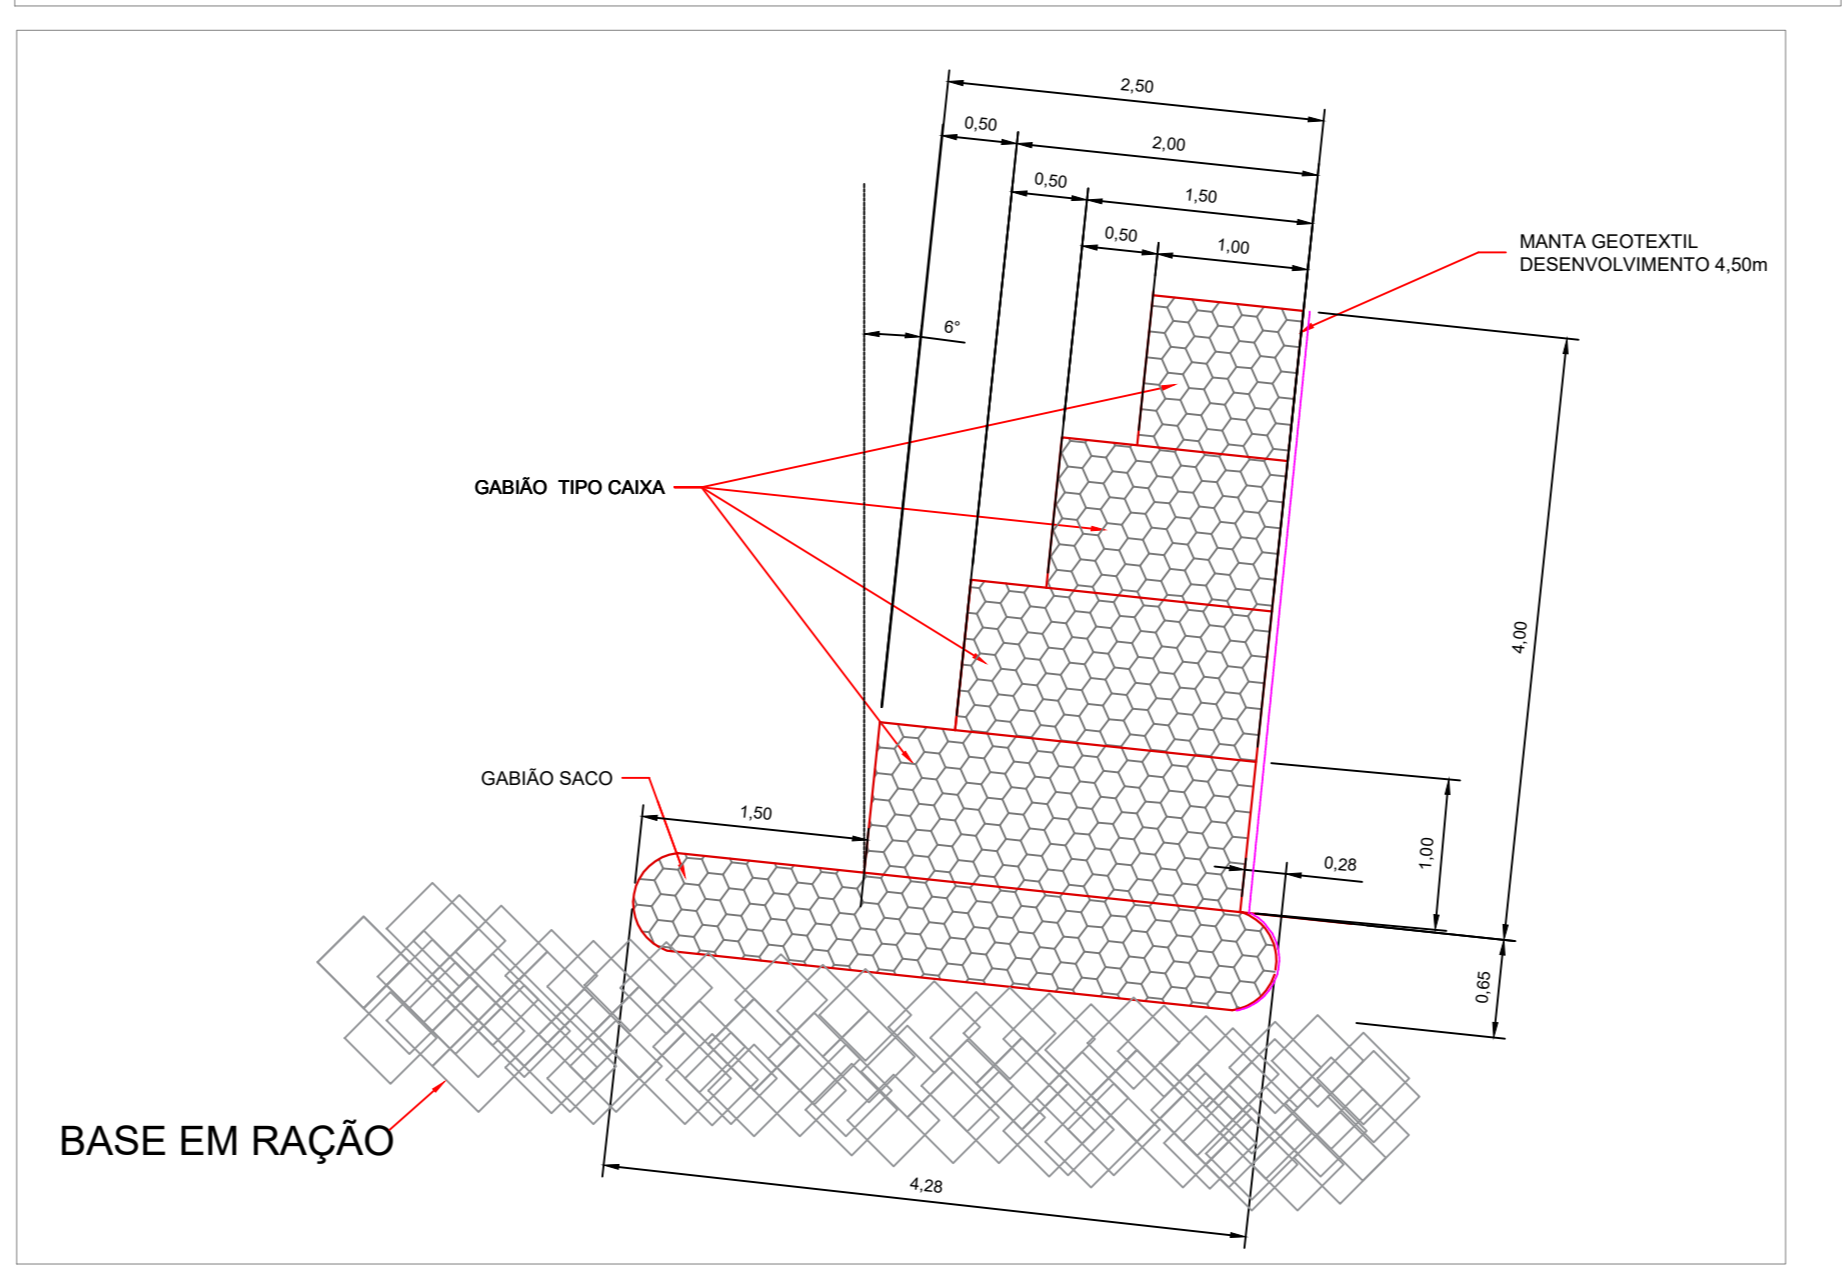 2,50
0,50
2,00
0,50
1,50
0,50
1,00
MANTA GEOTEXTIL
DESENVOLVIMENTO 4,50m
6°
GABIÃO  TIPO CAIXA
4,00
GABIÃO SACO
1,50
1,00
0,28
0,65
BASE EM RAÇÃO
4,28